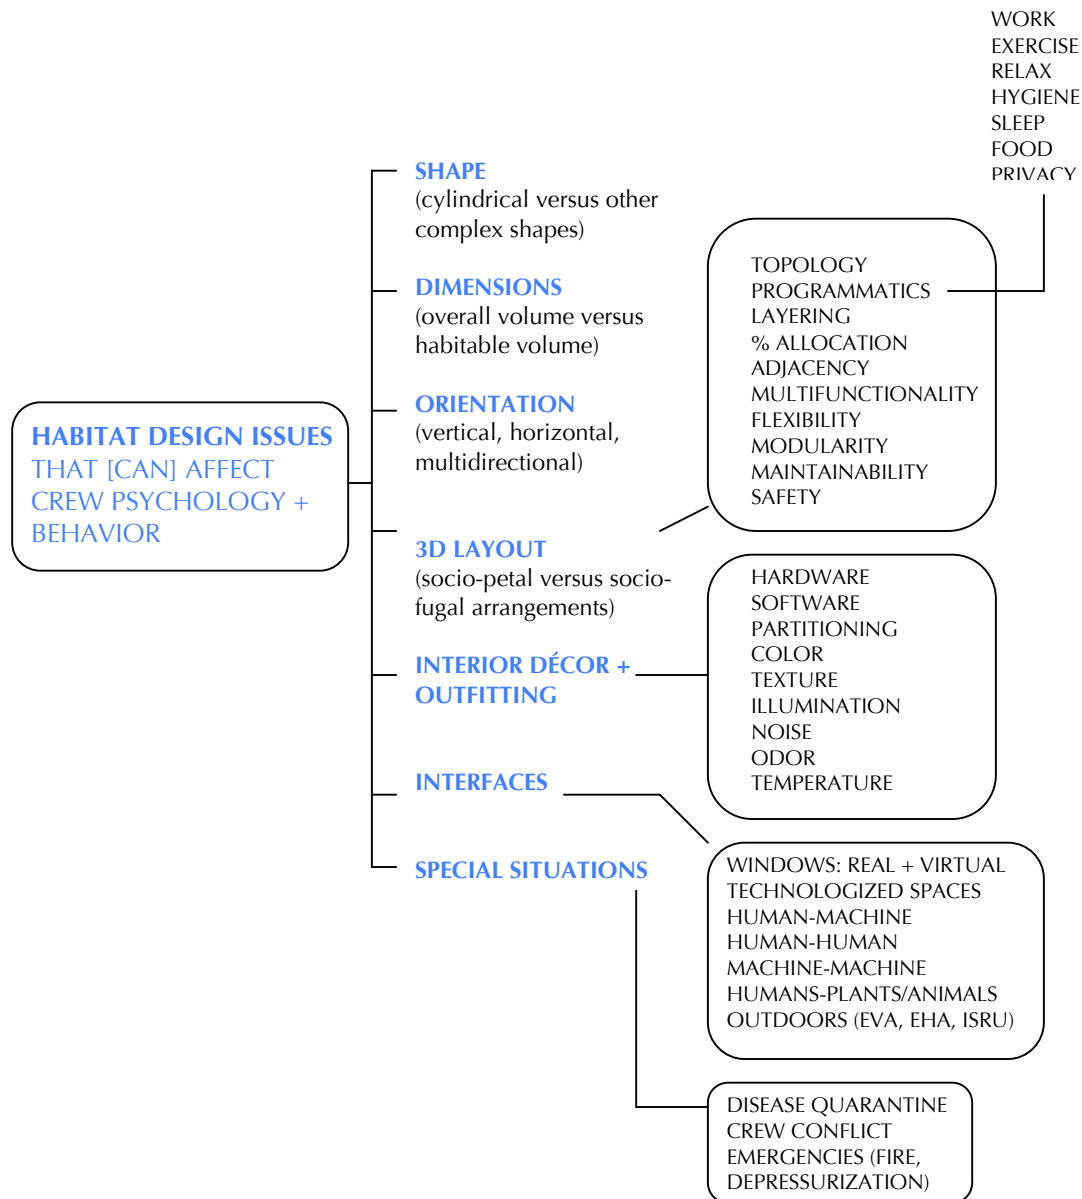 WORK
EXERCISE
RELAX
HYGIENE
SLEEP
FOOD
PRIVACY
SHAPE
(cylindrical versus other
complex shapes)
DIMENSIONS
(overall volume versus
habitable volume)
ORIENTATION
(vertical, horizontal,
multidirectional)
3D LAYOUT
(socio-petal versus socio-
fugal arrangements)
INTERIOR DÉCOR +
OUTFITTING
INTERFACES
SPECIAL SITUATIONS
HABITAT DESIGN ISSUES
THAT [CAN] AFFECT
CREW PSYCHOLOGY +
BEHAVIOR
TOPOLOGY
PROGRAMMATICS
LAYERING
% ALLOCATION
ADJACENCY
MULTIFUNCTIONALITY
FLEXIBILITY
MODULARITY
MAINTAINABILITY
SAFETY
HARDWARE
SOFTWARE
PARTITIONING
COLOR
TEXTURE
ILLUMINATION
NOISE
ODOR
TEMPERATURE
WINDOWS: REAL + VIRTUAL
TECHNOLOGIZED SPACES
HUMAN-MACHINE
HUMAN-HUMAN
MACHINE-MACHINE
HUMANS-PLANTS/ANIMALS
OUTDOORS (EVA, EHA, ISRU)
DISEASE QUARANTINE
CREW CONFLICT
EMERGENCIES (FIRE,
DEPRESSURIZATION)